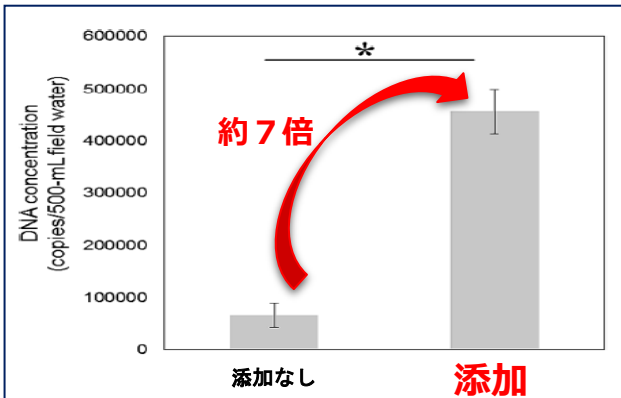 600000
500000
400000
300000
200000
100000
0
DNA concentration
(copies/500-mL field water)
*
約７倍
添加なし
添加